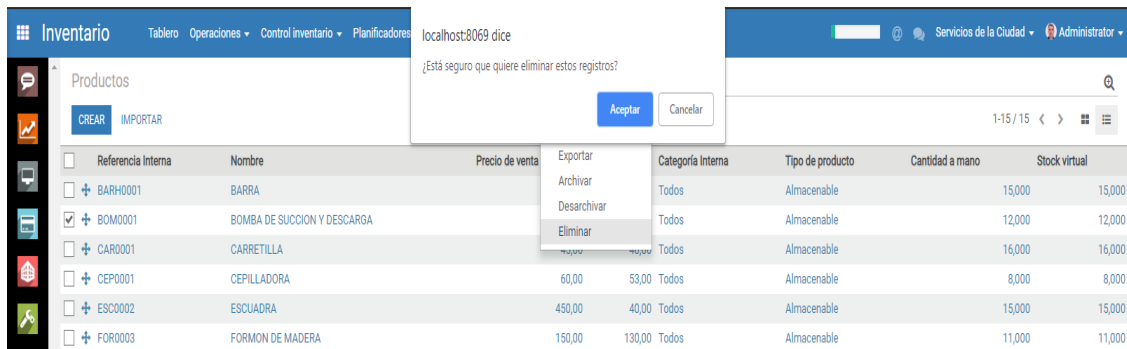 Inventario
Tablero Operaciones Control inventario Planificadores
Servicios de la Ciudad Administrator
localhost:8069 dice
¿Está seguro que quiere eliminar estos registros?
Aceptar Cancelar
Productos
CREAR IMPORTAR
1-15 / 15
Exportar
Archivar
Desarchivar
Eliminar
Referencia Interna Nombre Precio de venta Categoría Interna Tipo de producto Cantidad a mano Stock virtual
BARH0001 BARRA Todos Almacenable 15,000 15,000
BOM0001 BOMBA DE SUCCION Y DESCARGA Todos Almacenable 12,000 12,000
CAR0001 CARRETILLA Todos Almacenable 16,000 16,000
CEP0001 CEPILLADORA 60,00 53,00 Todos Almacenable 8,000 8,000
ESC0002 ESCUADRA 450,00 40,00 Todos Almacenable 15,000 15,000
FOR0003 FORMON DE MADERA 150,00 130,00 Todos Almacenable 11,000 11,000